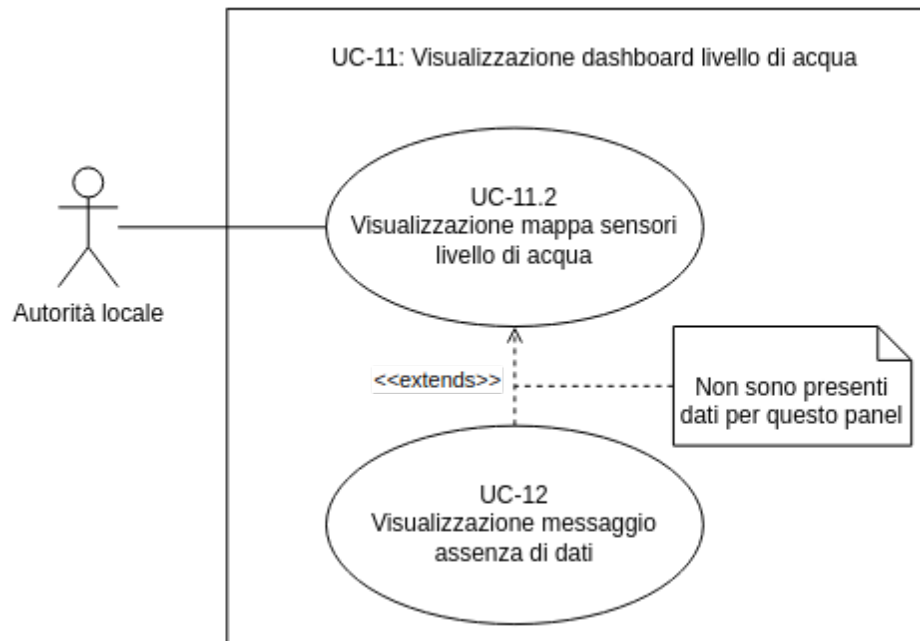 UC-11: Visualizzazione dashboard livello di acqua
UC-11.2
Visualizzazione mappa sensori
livello di acqua
Autorità locale
<<extends>>
Non sono presenti
dati per questo panel
UC-12
Visualizzazione messaggio
assenza di dati